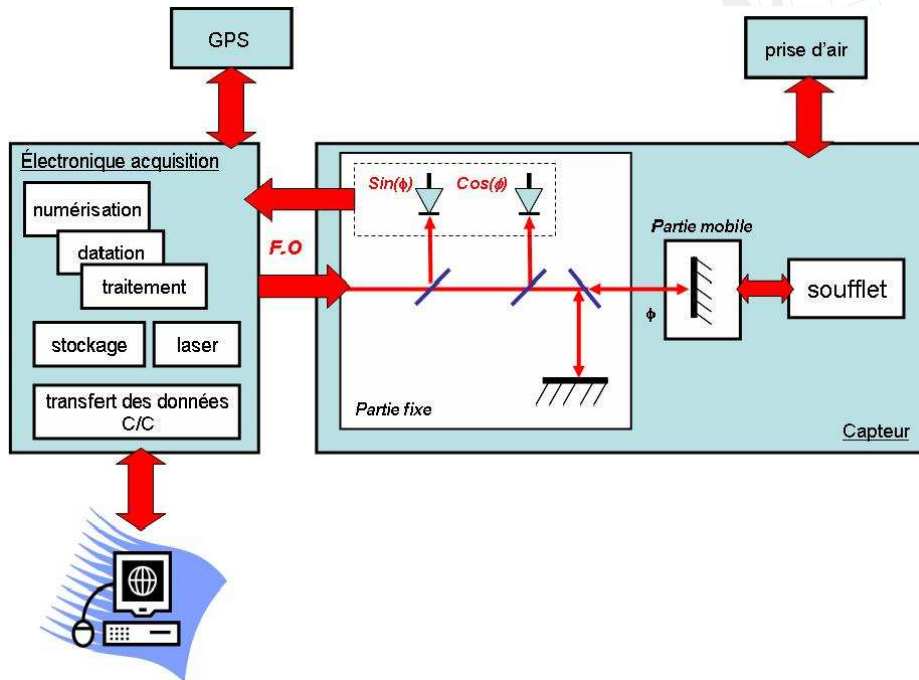 GPS
prise d'air
Électronique acquisition
numérisation
datation
traitement
stockage
laser
transfert des données
C/C
F.O
Sin(ϕ)
Cos(ϕ)
Partie fixe
Partie mobile
ϕ
soufflet
Capteur